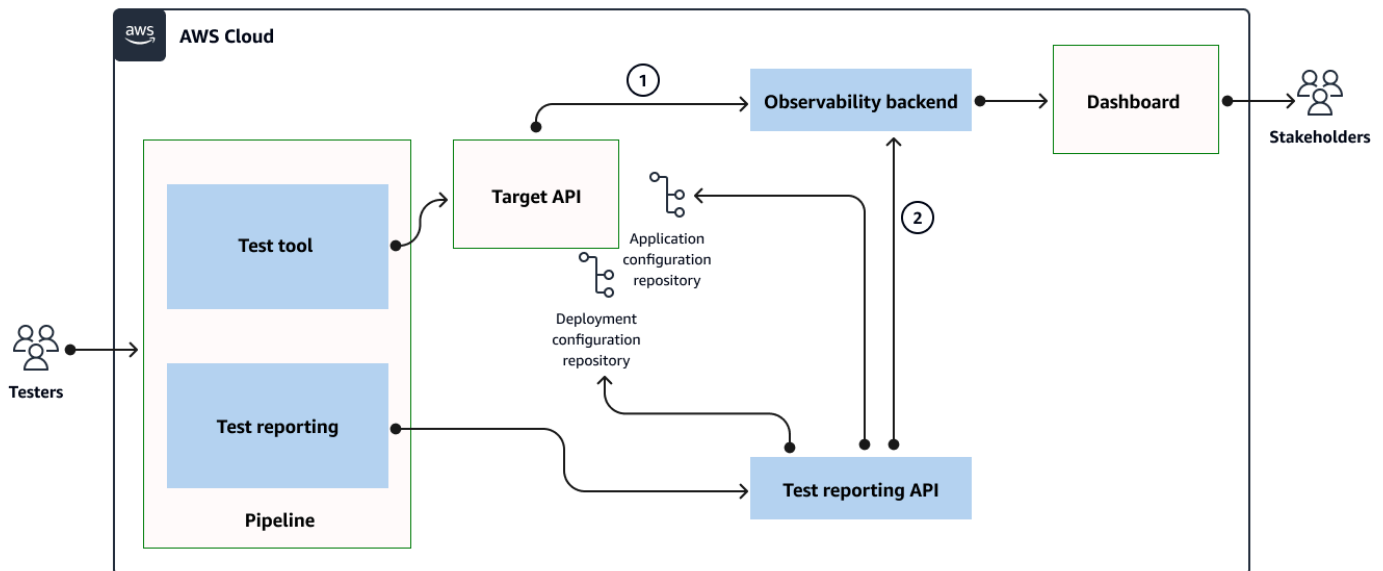 aws
AWS Cloud
1
Observability backend
Dashboard
Stakeholders
Target API
Test tool
2
Application
configuration
repository
Deployment
configuration
repository
Testers
Test reporting
Test reporting API
Pipeline